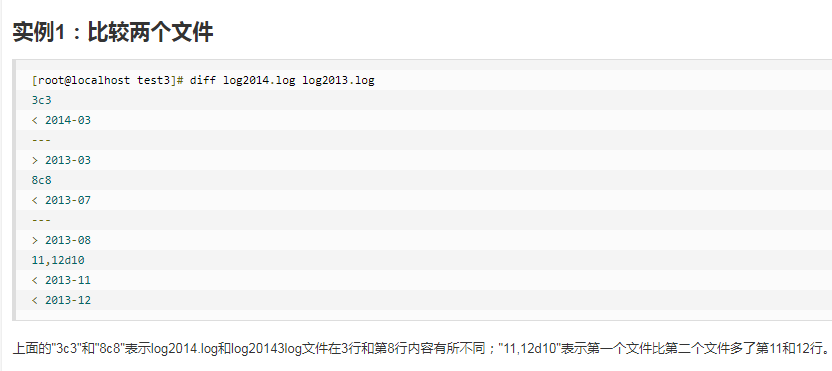 实例1：比较两个文件
[root@localhost test3]# diff log2014.log log2013.log
3c3
< 2014-03
---
> 2013-03
8c8
< 2013-07
---
> 2013-08
11,12d10
< 2013-11
< 2013-12
上面的"3c3"和"8c8"表示log2014.log和log20143log文件在3行和第8行内容有所不同；"11,12d10"表示第一个文件比第二个文件多了第11和12行。